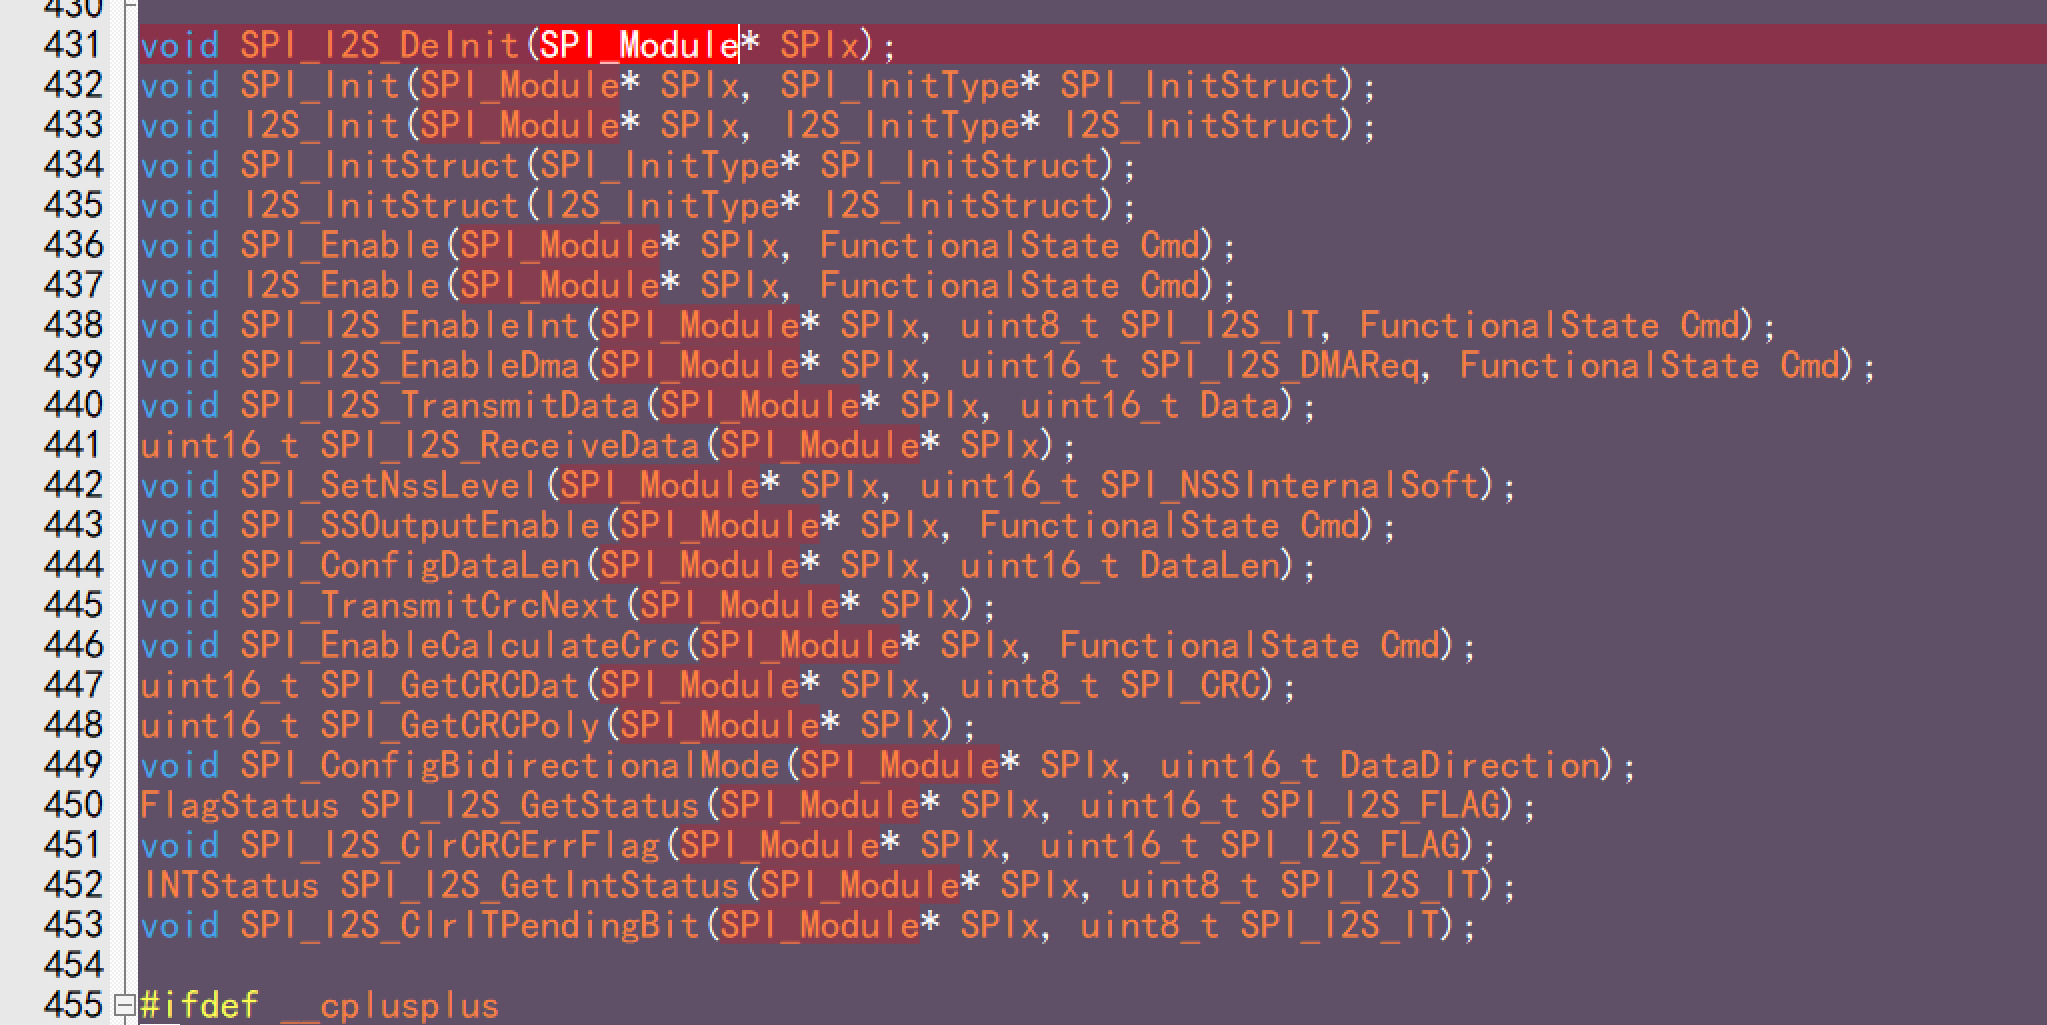 430
431 void SPI_I2S_DeInit(SPI_Module* SPIx);
432 void SPI_Init(SPI_Module* SPIx, SPI_InitType* SPI_InitStruct);
433 void I2S_Init(SPI_Module* SPIx, I2S_InitType* I2S_InitStruct);
434 void SPI_InitStruct(SPI_InitType* SPI_InitStruct);
435 void I2S_InitStruct(I2S_InitType* I2S_InitStruct);
436 void SPI_Enable(SPI_Module* SPIx, FunctionalState Cmd);
437 void I2S_Enable(SPI_Module* SPIx, FunctionalState Cmd);
438 void SPI_I2S_EnableInt(SPI_Module* SPIx, uint8_t SPI_I2S_IT, FunctionalState Cmd);
439 void SPI_I2S_EnableDma(SPI_Module* SPIx, uint16_t SPI_I2S_DMAReq, FunctionalState Cmd);
440 void SPI_I2S_TransmitData(SPI_Module* SPIx, uint16_t Data);
441 uint16_t SPI_I2S_ReceiveData(SPI_Module* SPIx);
442 void SPI_SetNssLevel(SPI_Module* SPIx, uint16_t SPI_NSSInternalSoft);
443 void SPI_SSOutputEnable(SPI_Module* SPIx, FunctionalState Cmd);
444 void SPI_ConfigDataLen(SPI_Module* SPIx, uint16_t DataLen);
445 void SPI_TransmitCrcNext(SPI_Module* SPIx);
446 void SPI_EnableCalculateCrc(SPI_Module* SPIx, FunctionalState Cmd);
447 uint16_t SPI_GetCRCDat(SPI_Module* SPIx, uint8_t SPI_CRC);
448 uint16_t SPI_GetCRCPoly(SPI_Module* SPIx);
449 void SPI_ConfigBidirectionalMode(SPI_Module* SPIx, uint16_t DataDirection);
450 FlagStatus SPI_I2S_GetStatus(SPI_Module* SPIx, uint16_t SPI_I2S_FLAG);
451 void SPI_I2S_ClrCRCErrFlag(SPI_Module* SPIx, uint16_t SPI_I2S_FLAG);
452 INTStatus SPI_I2S_GetIntStatus(SPI_Module* SPIx, uint8_t SPI_I2S_IT);
453 void SPI_I2S_ClrITPendingBit(SPI_Module* SPIx, uint8_t SPI_I2S_IT);
454
455 #ifdef __cplusplus